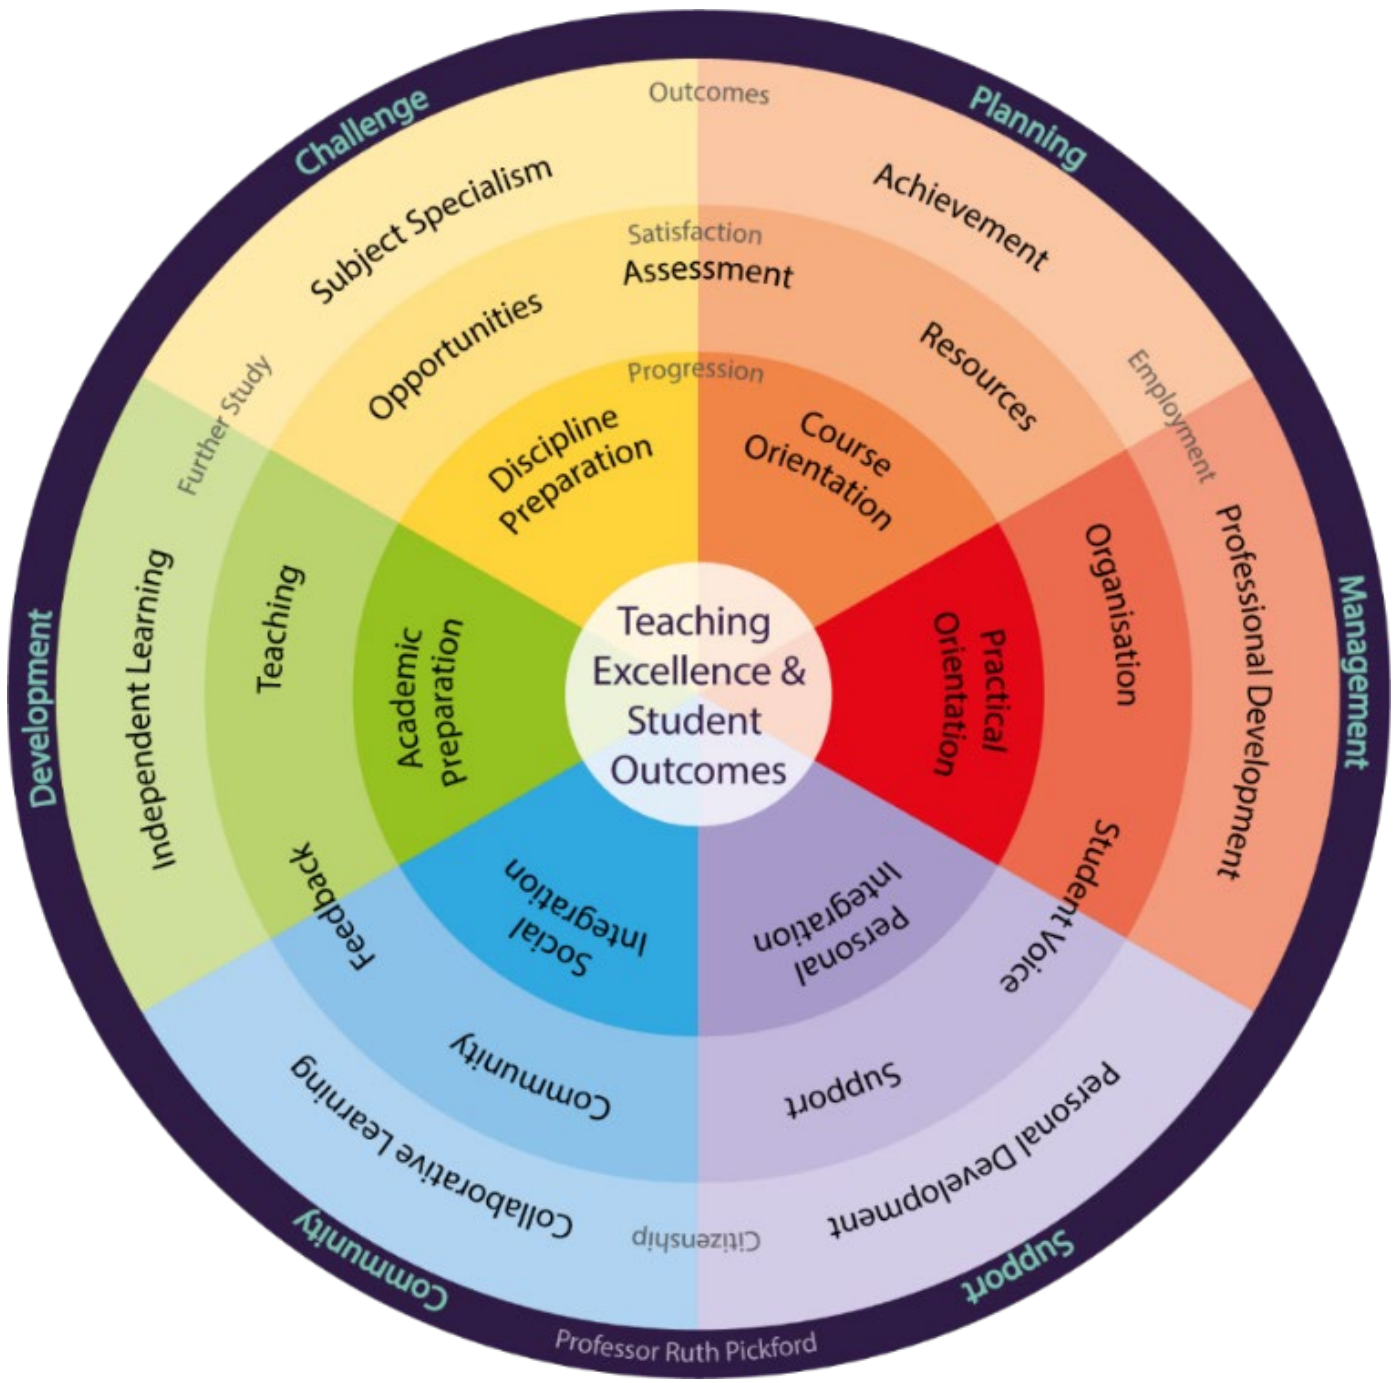 Planning
Management
Support
Community
Development
Challenge
Outcomes
Achievement
Employment
Professional Development
Personal Development
Citizenship
Collaborative Learning
Independent Learning
Further Study
Subject Specialism
Satisfaction
Assessment
Resources
Organisation
Student Voice
Support
Community
Feedback
Teaching
Opportunities
Progression
Course
Orientation
Practical
Orientation
Personal
Integration
Social
Integration
Academic
Preparation
Discipline
Preparation
Teaching
Excellence &
Student
Outcomes
Professor Ruth Pickford